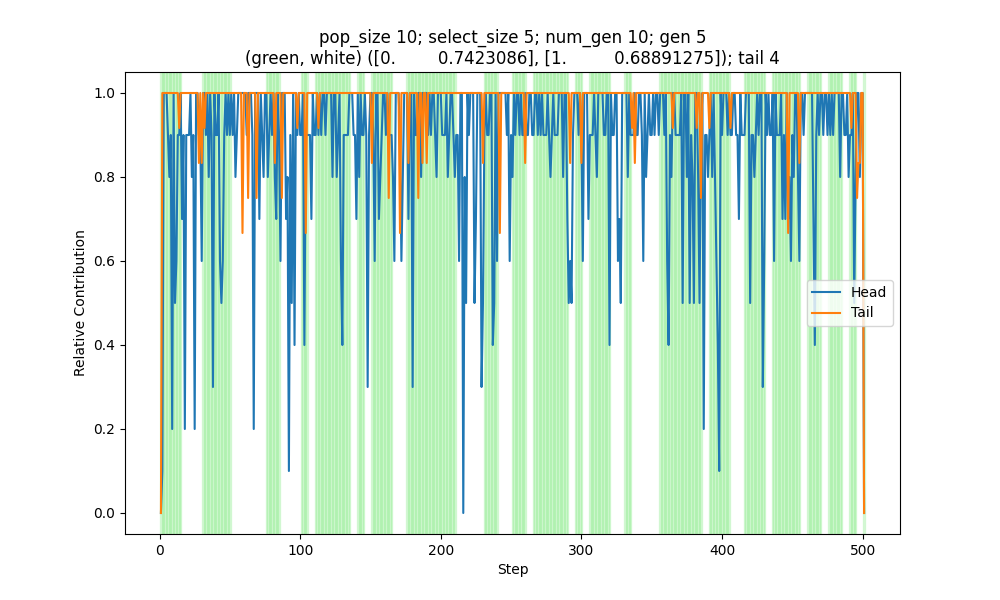 pop_size 10; select_size 5; num_gen 10; gen 5
(green, white) ([0.        0.7423086], [1.         0.68891275]); tail 4
1.0
0.8
0.6
0.4
0.2
0.0
Relative Contribution
Head
Tail
0
100
200
300
400
500
Step